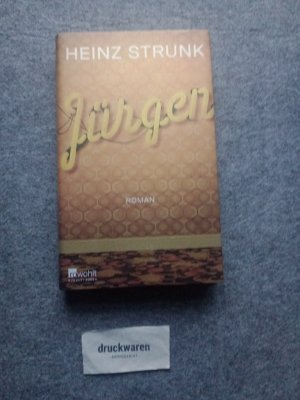 HEINZ STRUNK
Jürgen
ROMAN
rowohlt
druckwaren